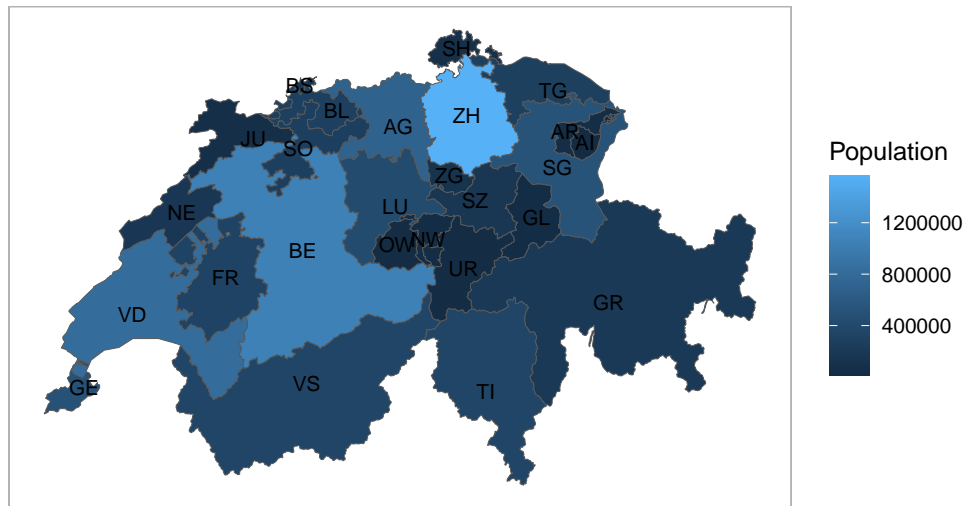 SH
BS
TG
BL
ZH
AG
JU
AR
AI
SO
SG
ZG
SZ
NE
LU
GL
OW
NW
BE
UR
FR
GR
VD
VS
GE
TI
Population
1200000
800000
400000